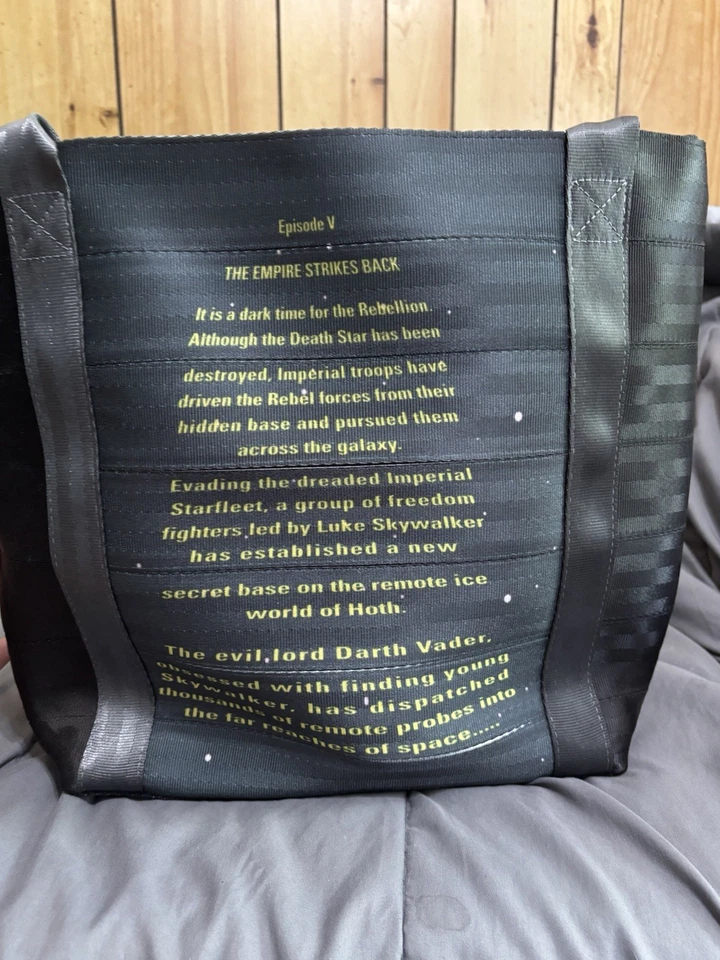 Episode V
THE EMPIRE STRIKES BACK
It is a dark time for the Rebellion.
Although the Death Star has been
destroyed, Imperial troops have
driven the Rebel forces from their
hidden base and pursued them
across the galaxy.
Evading the dreaded Imperial
Starfleet, a group of freedom
fighters led by Luke Skywalker
has established a new
secret base on the remote ice
world of Hoth.
The evil lord Darth Vader,
obsessed with finding young
Skywalker, has dispatched
thousands of remote probes into
the far reaches of space.....